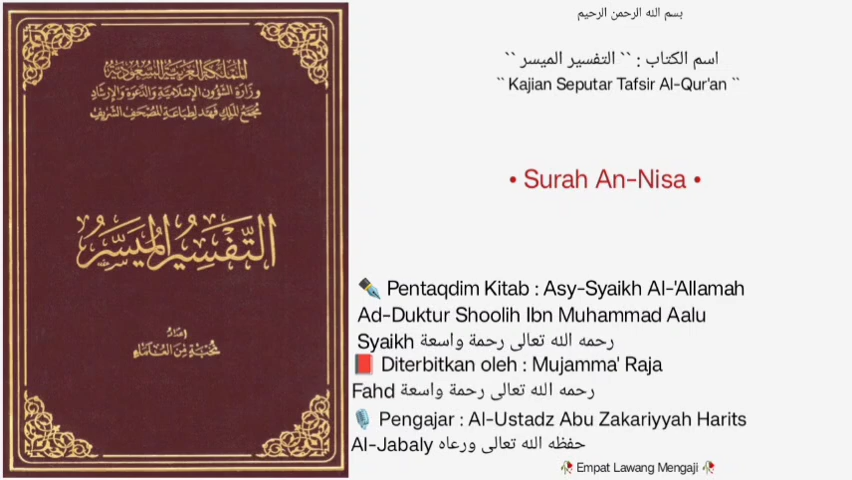 المملكة العربية السعودية
وزارة الشؤون الإسلامية والدعوة والإرشاد
مجمع الملك فهد لطباعة المصحف الشريف
التفسير الميسر
إعداد
نخبة من العلماء
بسم الله الرحمن الرحيم
اسم الكتاب : `` التفسير الميسر ``
`` Kajian Seputar Tafsir Al-Qur'an ``
• Surah An-Nisa •
✒️ Pentaqdim Kitab : Asy-Syaikh Al-'Allamah
Ad-Duktur Shoolih Ibn Muhammad Aalu
Syaikh رحمه الله تعالى رحمة واسعة
📕 Diterbitkan oleh : Mujamma' Raja
Fahd رحمه الله تعالى رحمة واسعة
🎙️ Pengajar : Al-Ustadz Abu Zakariyyah Harits
Al-Jabaly حفظه الله تعالى ورعاه
🥀 Empat Lawang Mengaji 🥀